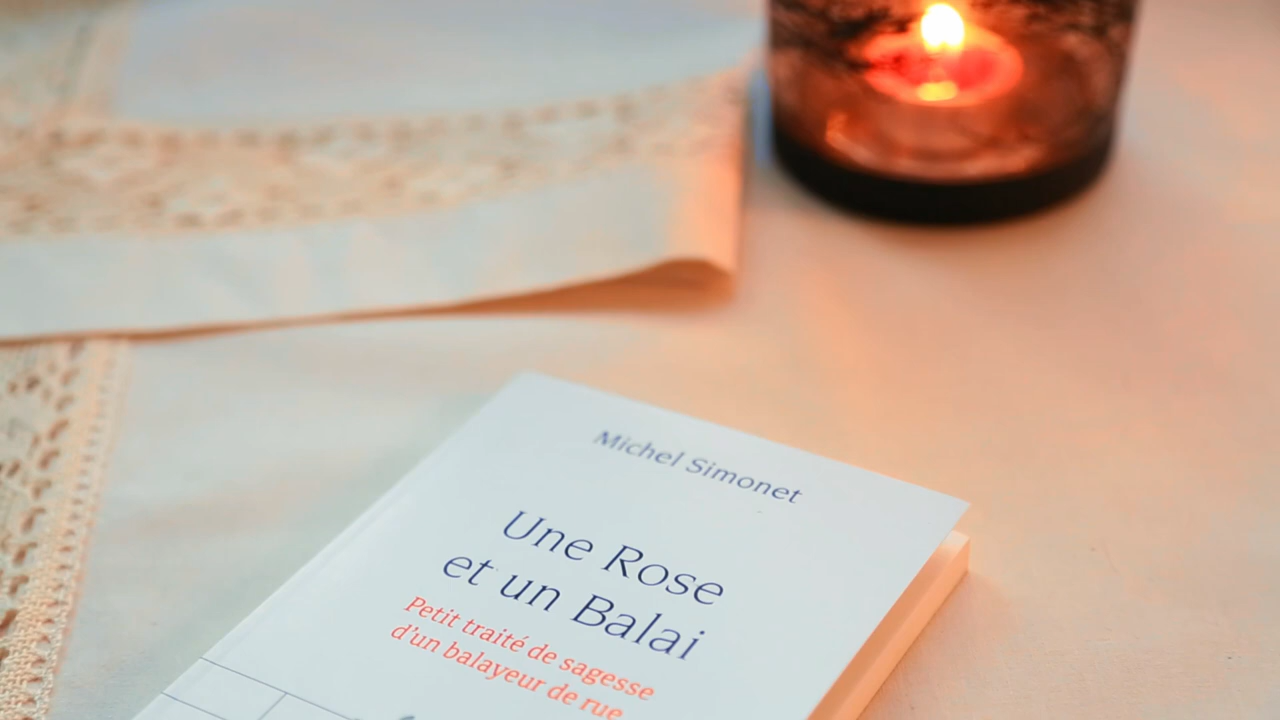 Michel Simonet
Une Rose
et un Balai
Petit traité de sagesse
d'un balayeur de rue